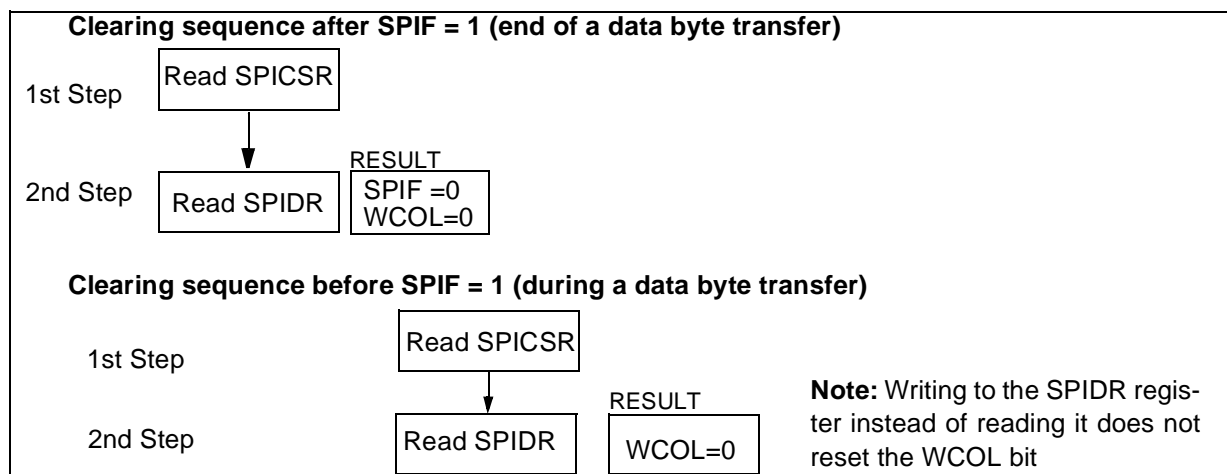 Clearing sequence after SPIF = 1 (end of a data byte transfer)
1st Step
Read SPICSR
2nd Step
Read SPIDR
RESULT
SPIF =0
WCOL=0
Clearing sequence before SPIF = 1 (during a data byte transfer)
1st Step
Read SPICSR
2nd Step
Read SPIDR
RESULT
WCOL=0
Note: Writing to the SPIDR regis-
ter instead of reading it does not
reset the WCOL bit